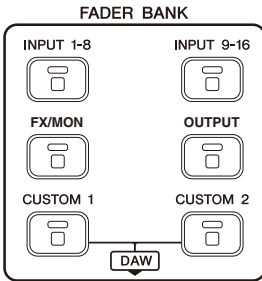 FADER BANK
INPUT 1-8 INPUT 9-16
FX/MON OUTPUT
CUSTOM 1 CUSTOM 2
DAW